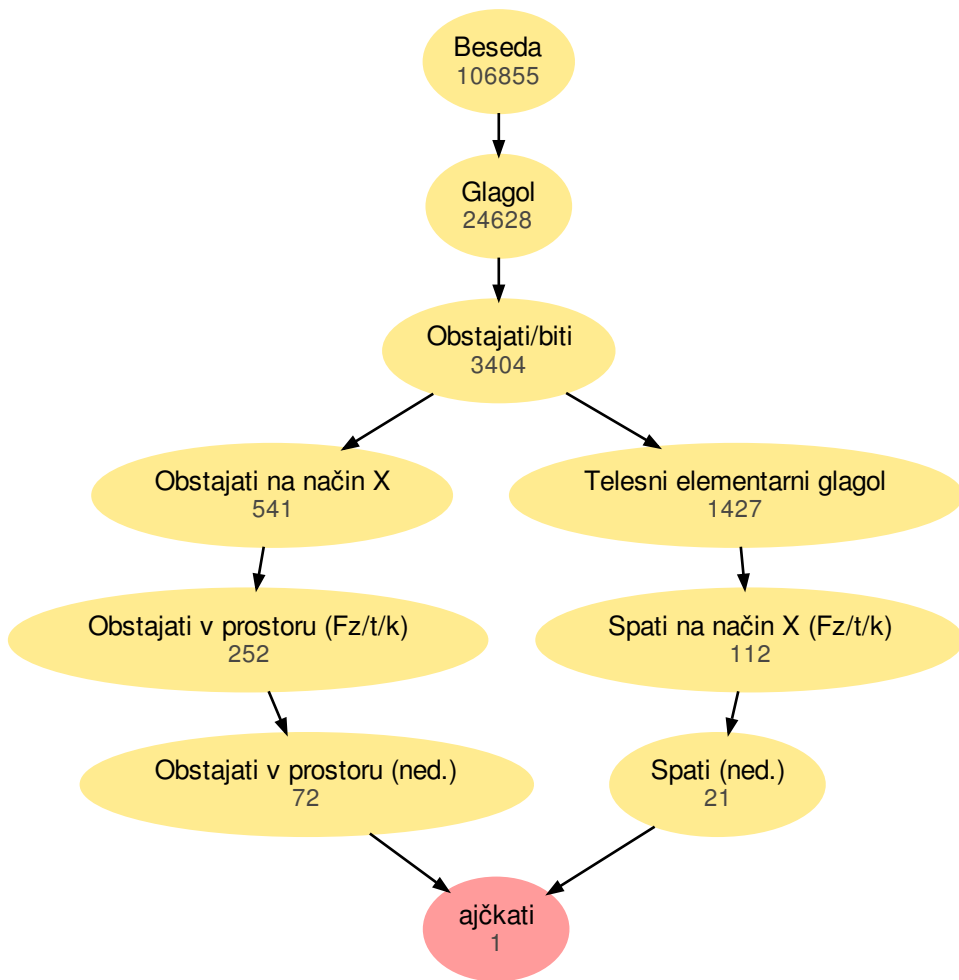 Beseda
106855
Glagol
24628
Obstajati/biti
3404
Obstajati na način X
541
Telesni elementarni glagol
1427
Obstajati v prostoru (Fz/t/k)
252
Spati na način X (Fz/t/k)
112
Obstajati v prostoru (ned.)
72
Spati (ned.)
21
ajčkati
1